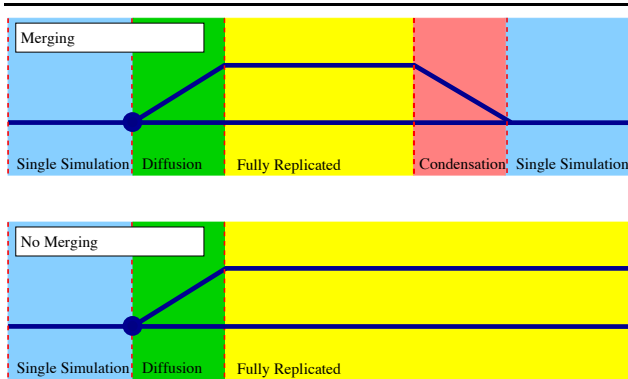 Merging
Single Simulation Diffusion Fully Replicated Condensation Single Simulation
No Merging
Single Simulation Diffusion Fully Replicated